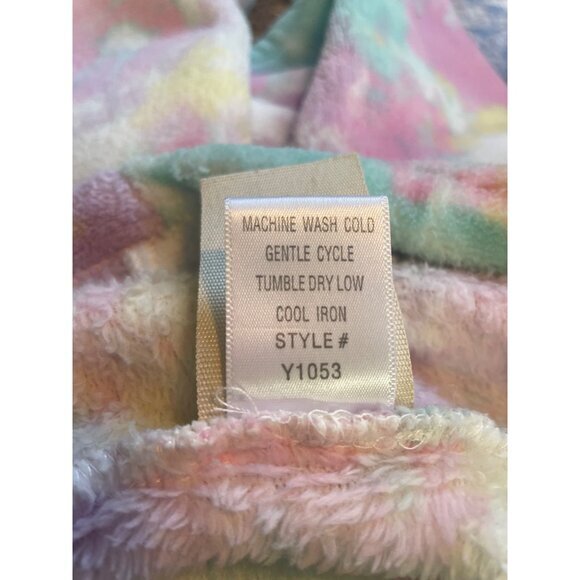 MACHINE WASH COLD
GENTLE CYCLE
TUMBLE DRY LOW
COOL IRON
STYLE #
Y1053